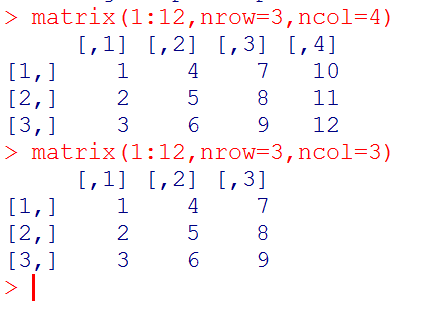 > matrix(1:12,nrow=3,ncol=4)
     [,1] [,2] [,3] [,4]
[1,]    1    4    7   10
[2,]    2    5    8   11
[3,]    3    6    9   12
> matrix(1:12,nrow=3,ncol=3)
     [,1] [,2] [,3]
[1,]    1    4    7
[2,]    2    5    8
[3,]    3    6    9
>